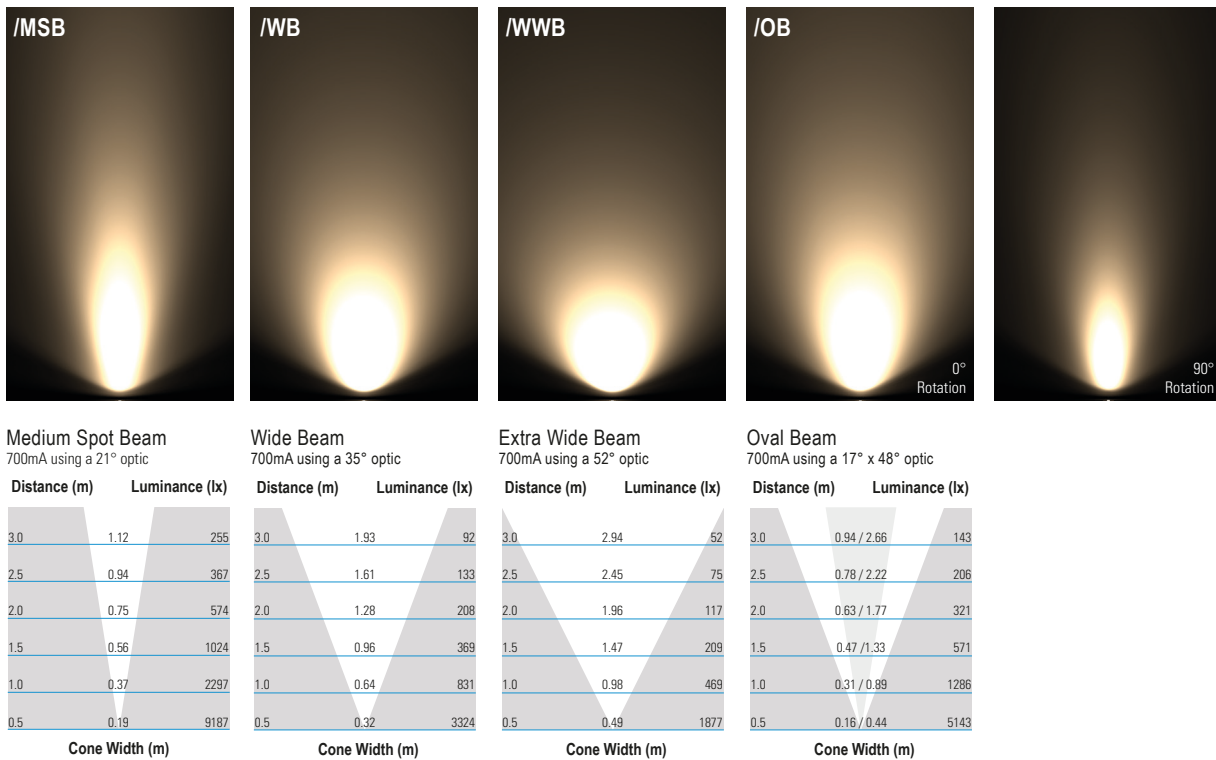 /MSB
/WB
/WWB
/OB
0°
Rotation
90°
Rotation
Medium Spot Beam
700mA using a 21° optic
Distance (m) Luminance (lx)
3.0 1.12 255
2.5 0.94 367
2.0 0.75 574
1.5 0.56 1024
1.0 0.37 2297
0.5 0.19 9187
Cone Width (m)
Wide Beam
700mA using a 35° optic
Distance (m) Luminance (lx)
3.0 1.93 92
2.5 1.61 133
2.0 1.28 208
1.5 0.96 369
1.0 0.64 831
0.5 0.32 3324
Cone Width (m)
Extra Wide Beam
700mA using a 52° optic
Distance (m) Luminance (lx)
3.0 2.94 52
2.5 2.45 75
2.0 1.96 117
1.5 1.47 209
1.0 0.98 469
0.5 0.49 1877
Cone Width (m)
Oval Beam
700mA using a 17° x 48° optic
Distance (m) Luminance (lx)
3.0 0.94 / 2.66 143
2.5 0.78 / 2.22 206
2.0 0.63 / 1.77 321
1.5 0.47 /1.33 571
1.0 0.31 / 0.89 1286
0.5 0.16 / 0.44 5143
Cone Width (m)